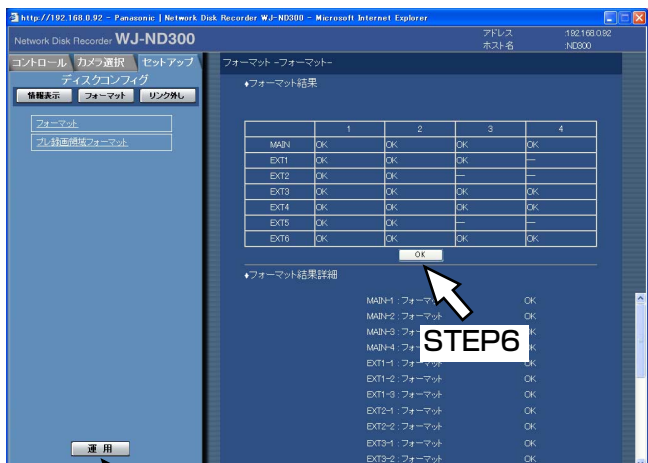 http://192.168.0.92 - Panasonic | Network Disk Recorder WJ-ND300 - Microsoft Internet Explorer
Network Disk Recorder WJ-ND300
アドレス :192.168.0.92
ホスト名 :ND300
コントロール カメラ選択 セットアップ
ディスクコンフィグ
情報表示 フォーマット リンク外し
フォーマット
プレ録画領域フォーマット
運 用
フォーマット -フォーマット-
♦フォーマット結果
1 2 3 4
MAIN OK OK OK OK
EXT1 OK OK OK —
EXT2 OK OK — —
EXT3 OK OK OK OK
EXT4 OK OK OK OK
EXT5 OK OK — —
EXT6 OK OK OK OK
OK
♦フォーマット結果詳細
MAIN-1 : フォーマット OK
MAIN-2 : フォーマット OK
MAIN-3 : フォー
MAIN-4 : フォー
STEP6
EXT1-1 : フォーマット OK
EXT1-2 : フォーマット OK
EXT1-3 : フォーマット OK
EXT2-1 : フォーマット OK
EXT2-2 : フォーマット OK
EXT3-1 : フォーマット OK
EXT3-2 : フォーマット OK